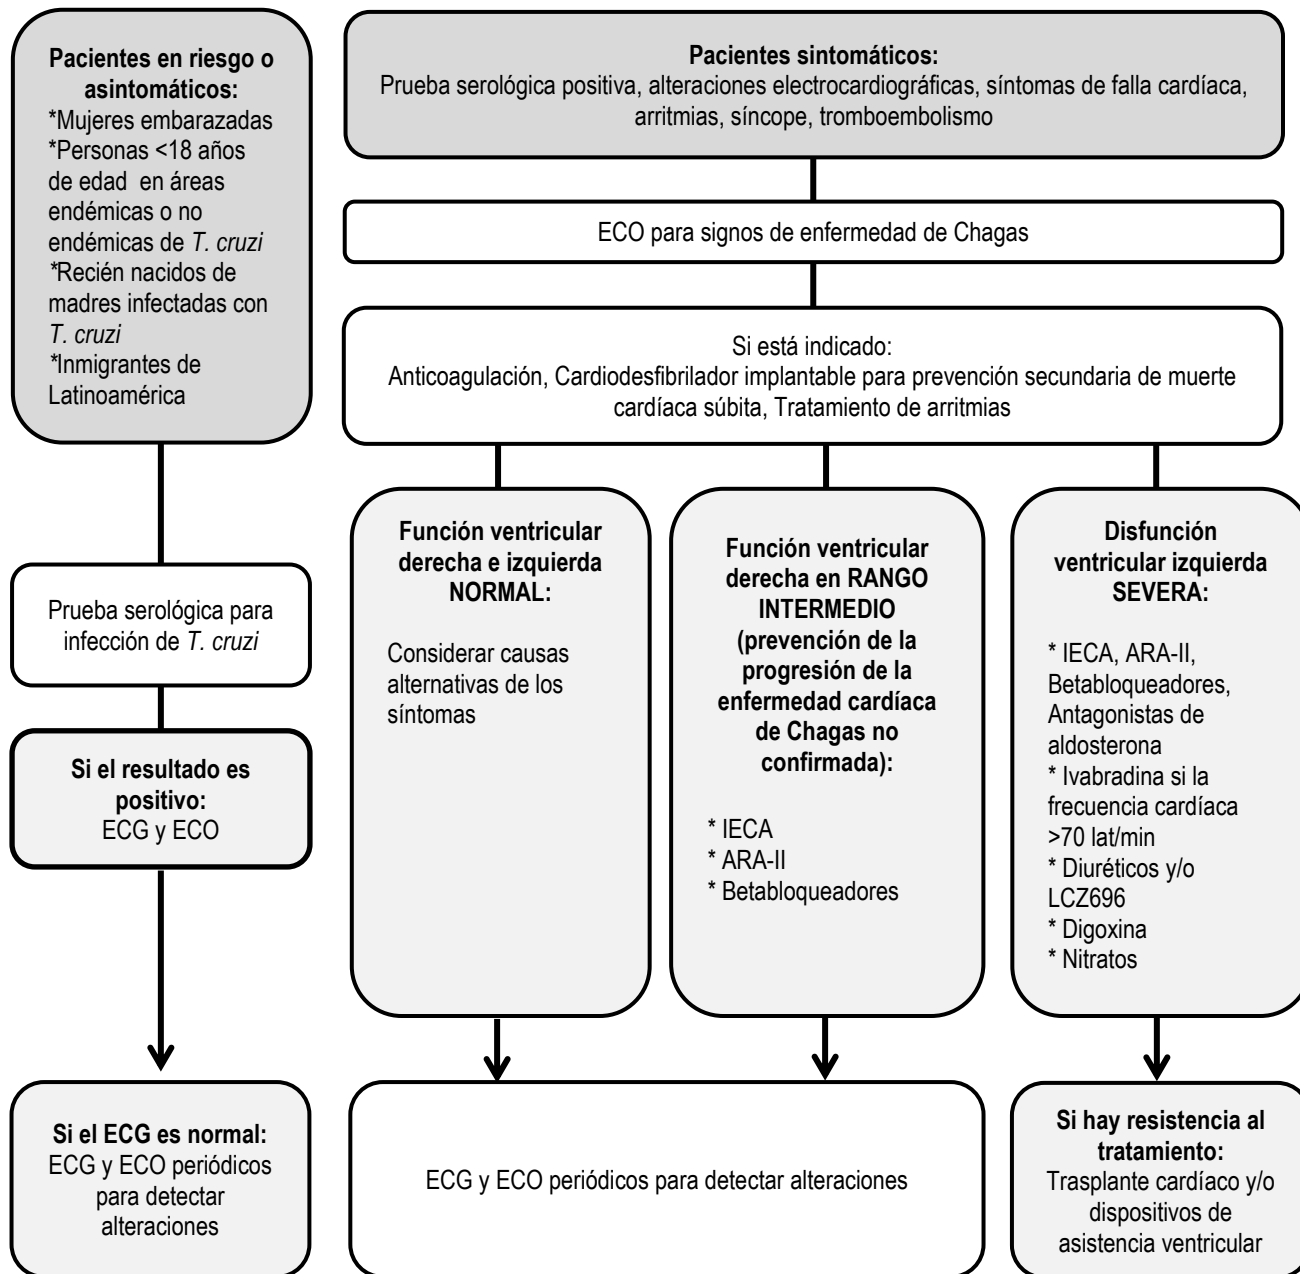 Pacientes en riesgo o
asintomáticos:
*Mujeres embarazadas
*Personas <18 años
de edad en áreas
endémicas o no
endémicas de T. cruzi
*Recién nacidos de
madres infectadas con
T. cruzi
*Inmigrantes de
Latinoamérica
Prueba serológica para
infección de T. cruzi
Si el resultado es
positivo:
ECG y ECO
Si el ECG es normal:
ECG y ECO periódicos
para detectar
alteraciones
Pacientes sintomáticos:
Prueba serológica positiva, alteraciones electrocardiográficas, síntomas de falla cardíaca,
arritmias, síncope, tromboembolismo
ECO para signos de enfermedad de Chagas
Si está indicado:
Anticoagulación, Cardiodesfibrilador implantable para prevención secundaria de muerte
cardíaca súbita, Tratamiento de arritmias
Función ventricular
derecha e izquierda
NORMAL:
Considerar causas
alternativas de los
síntomas
Función ventricular
derecha en RANGO
INTERMEDIO
(prevención de la
progresión de la
enfermedad cardíaca
de Chagas no
confirmada):
* IECA
* ARA-II
* Betabloqueadores
ECG y ECO periódicos para detectar alteraciones
Disfunción
ventricular izquierda
SEVERA:
* IECA, ARA-II,
Betabloqueadores,
Antagonistas de
aldosterona
* Ivabradina si la
frecuencia cardíaca
>70 lat/min
* Diuréticos y/o
LCZ696
* Digoxina
* Nitratos
Si hay resistencia al
tratamiento:
Trasplante cardíaco y/o
dispositivos de
asistencia ventricular